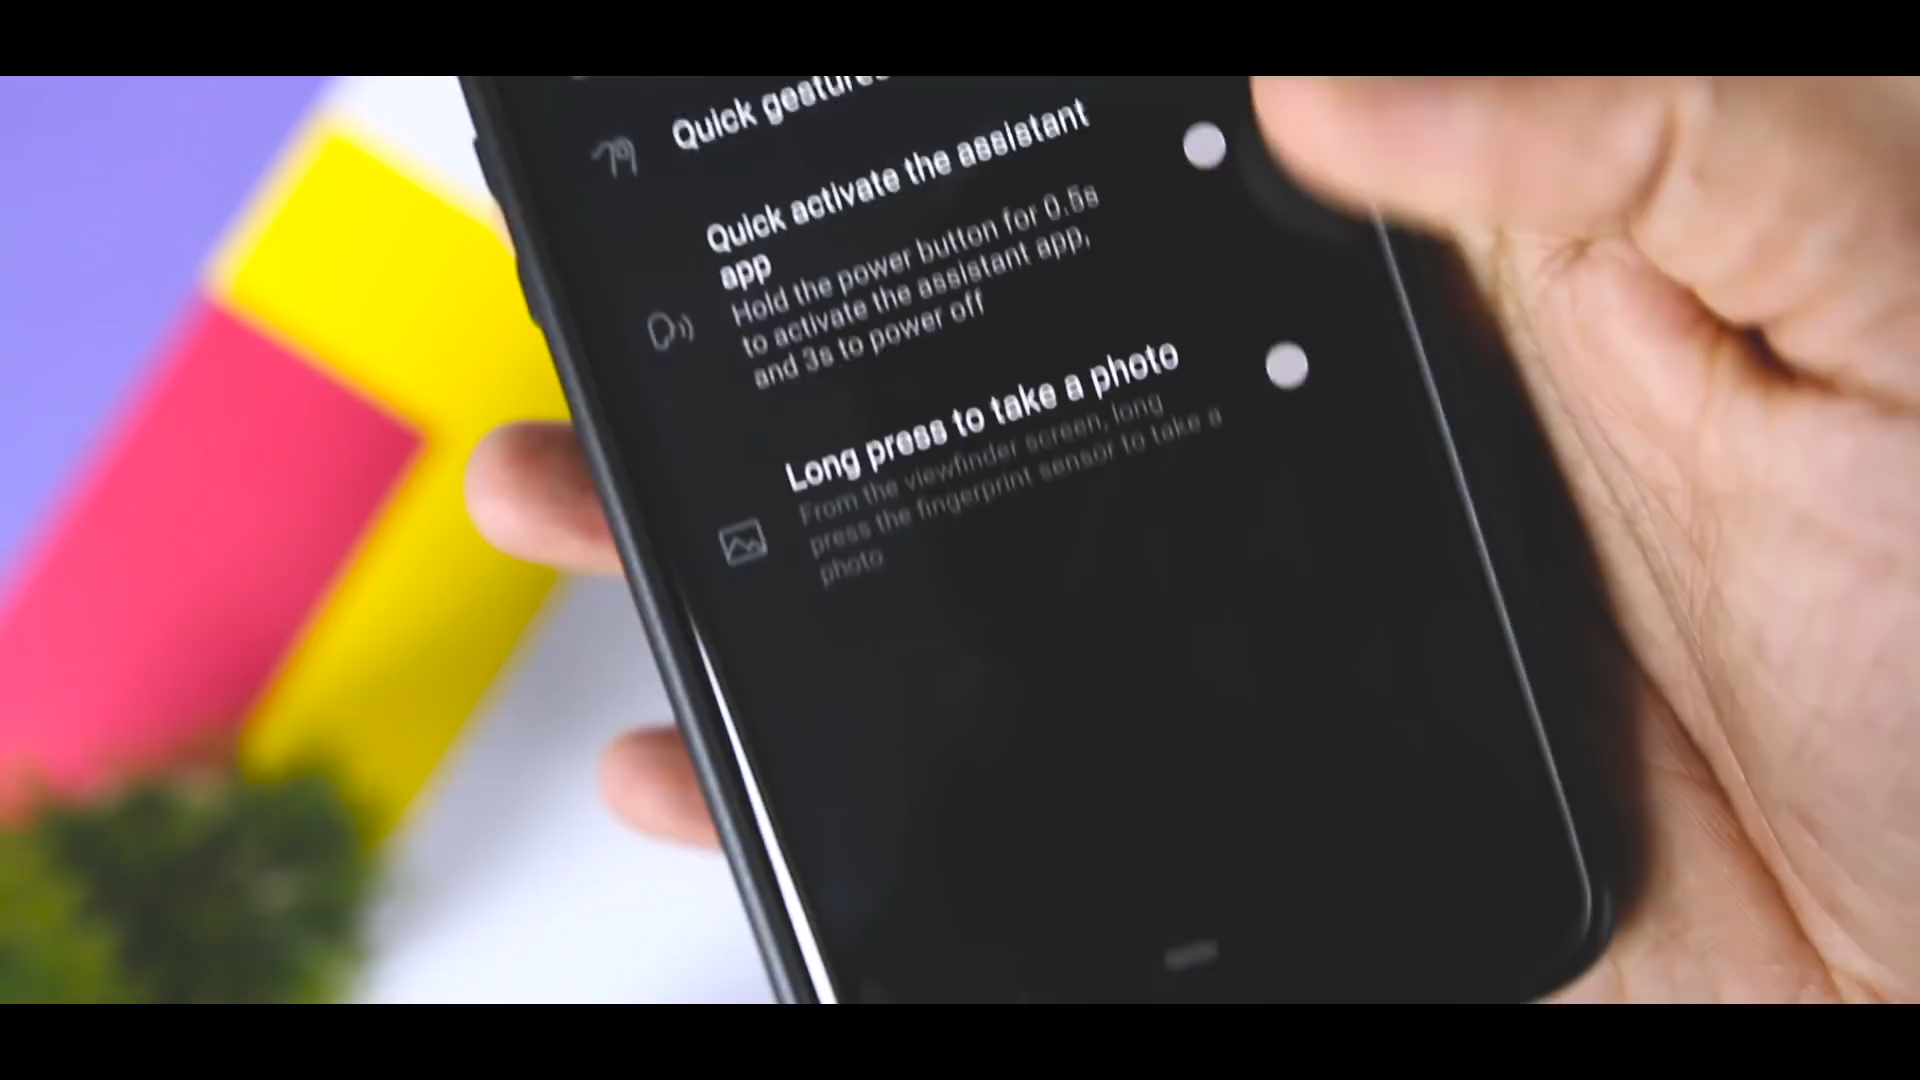 Quick gestures
Quick activate the assistant
app
Hold the power button for 0.5s
to activate the assistant app,
and 3s to power off
Long press to take a photo
From the viewfinder screen, long
press the fingerprint sensor to take a
photo